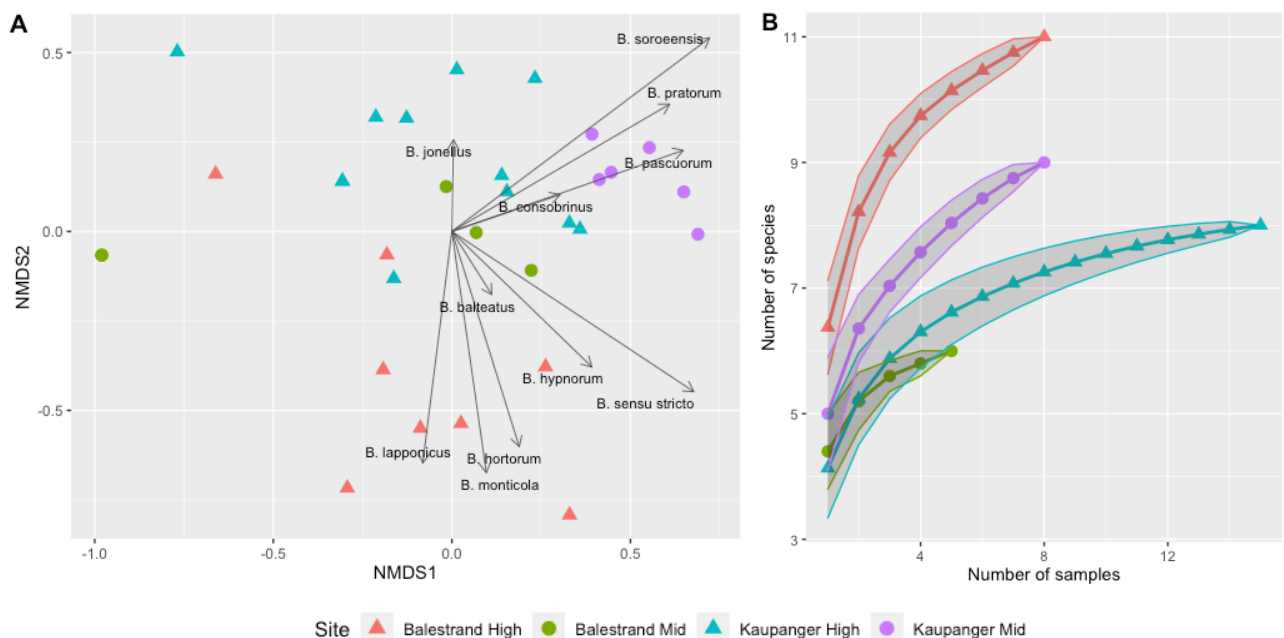 A
B. soroeensis
B. pratorum
B. pascuorum
B. jonellus
B. consobrinus
B. balteatus
B. hypnorum
B. sensu stricto
B. lapponicus
B. hortorum
B. monticola
0.5
0.0
-0.5
NMDS2
-1.0
-0.5
0.0
0.5
NMDS1
B
11
9
7
5
3
Number of species
4
8
12
Number of samples
Site Balestrand High Balestrand Mid Kaupanger High Kaupanger Mid